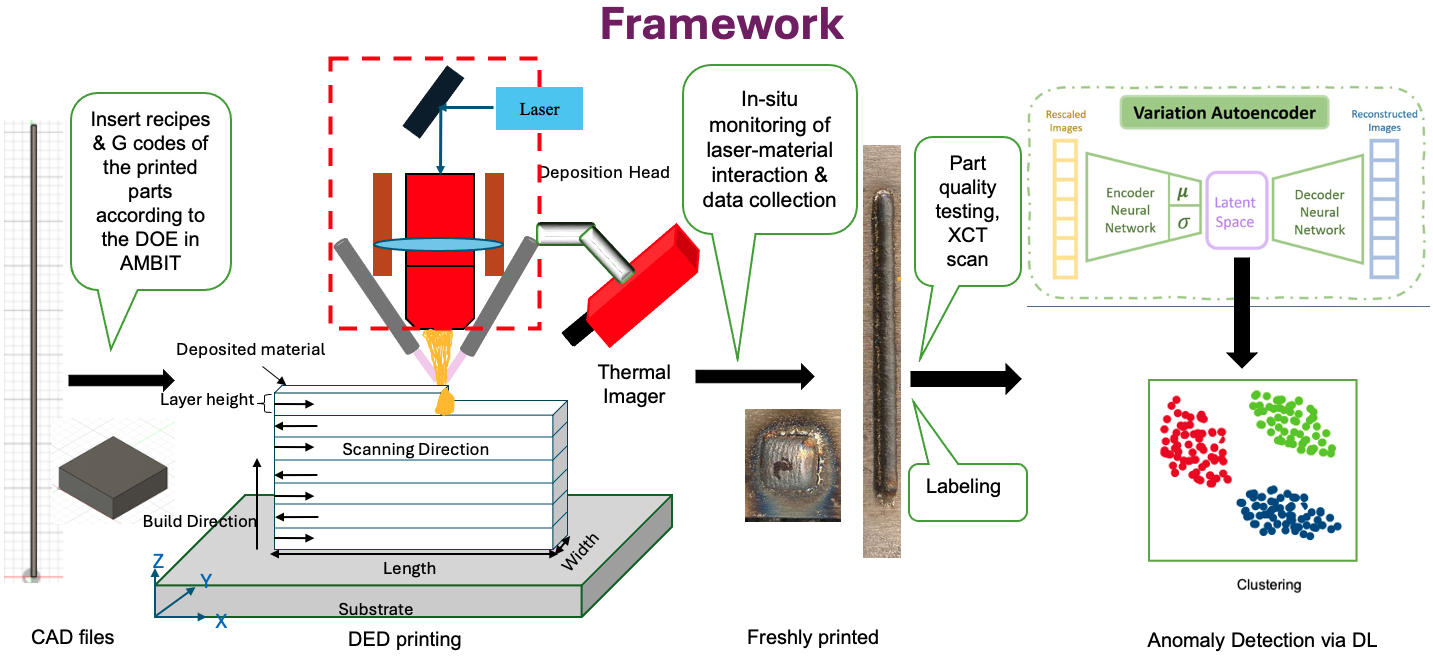 Framework
Insert recipes
& G codes of
the printed
parts
according to
the DOE in
AMBIT
Laser
Deposition Head
Thermal
Imager
Deposited material
Layer height
Scanning Direction
Build Direction
Length
Width
Substrate
Z
Y
X
In-situ
monitoring of
laser-material
interaction &
data collection
Part
quality
testing,
XCT
scan
Labeling
Variation Autoencoder
Rescaled
Images
Reconstructed
Images
Encoder
Neural
Network
μ
σ
Latent
Space
Decoder
Neural
Network
Clustering
CAD files
DED printing
Freshly printed
Anomaly Detection via DL